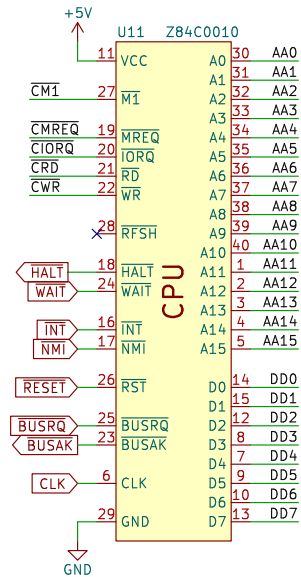 +5V
U11 Z84C0010
11 VCC A0 30 AA0
A1 31 AA1
CM1 27 M1 A2 32 AA2
A3 33 AA3
CMREQ 19 MREQ A4 34 AA4
CIORQ 20 IORQ A5 35 AA5
CRD 21 RD A6 36 AA6
CWR 22 WR A7 37 AA7
A8 38 AA8
28 RFSH A9 39 AA9
A10 40 AA10
HALT 18 HALT A11 1 AA11
WAIT 24 WAIT A12 2 AA12
A13 3 AA13
INT 16 INT A14 4 AA14
NMI 17 NMI A15 5 AA15
CPU
RESET 26 RST D0 14 DD0
D1 15 DD1
BUSRQ 25 BUSRQ D2 12 DD2
BUSAK 23 BUSAK D3 8 DD3
D4 7 DD4
CLK 6 CLK D5 9 DD5
D6 10 DD6
29 GND D7 13 DD7
GND